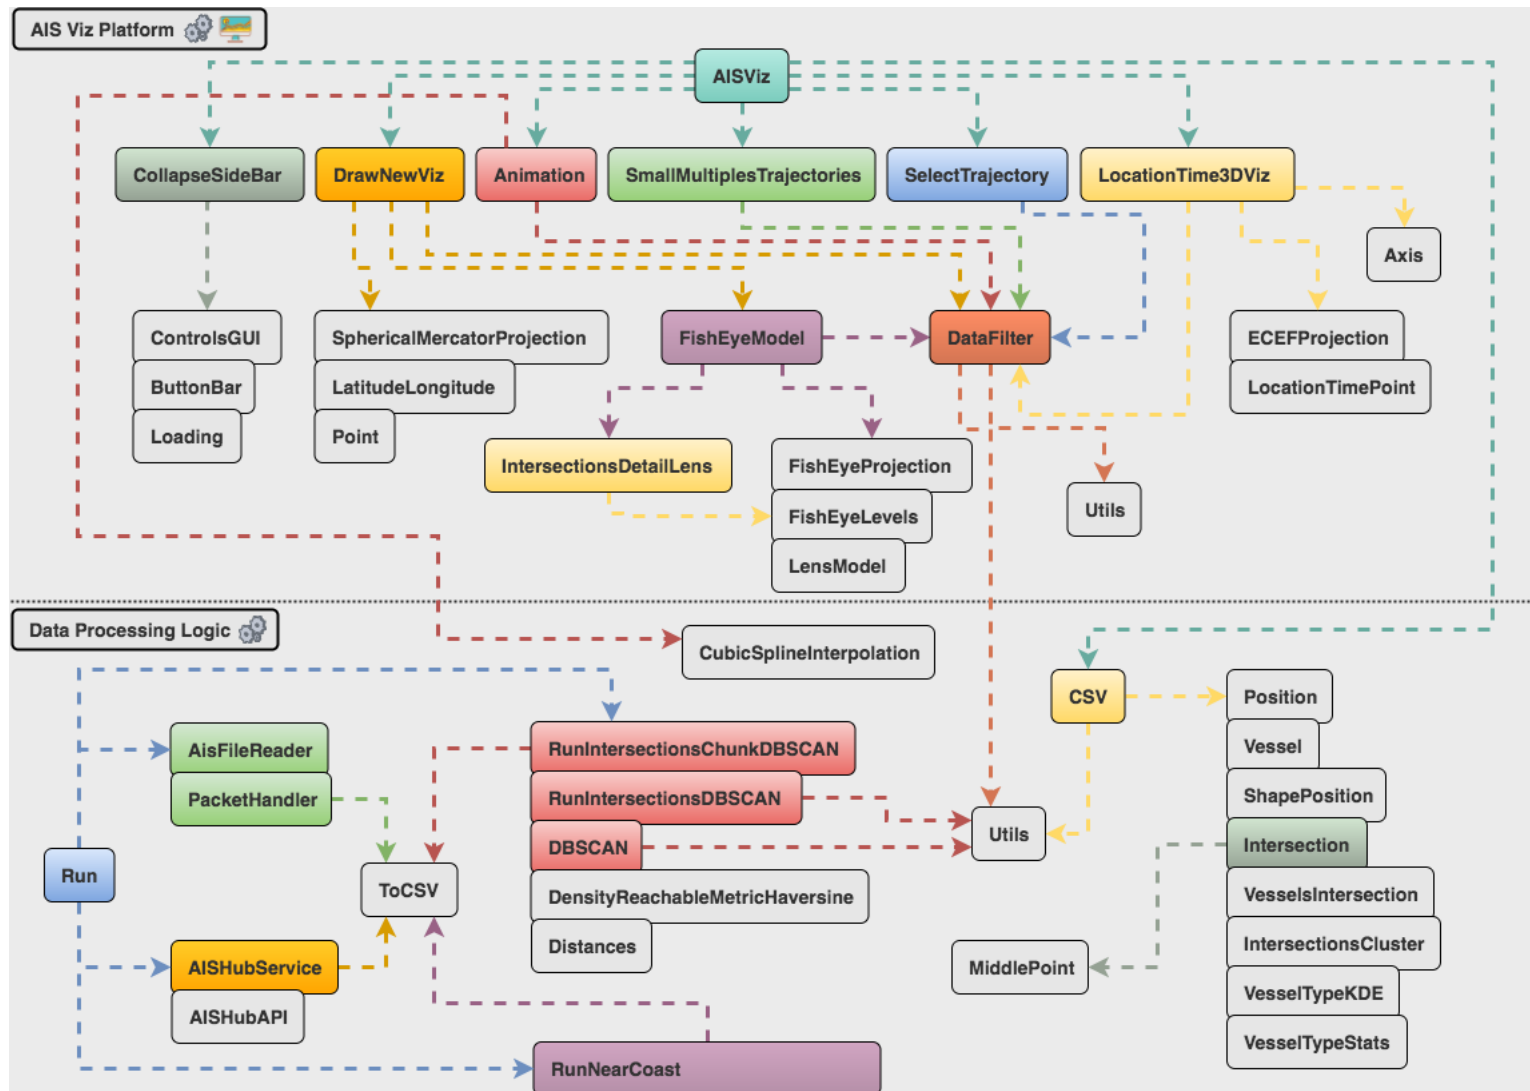 AIS Viz Platform
AISViz
CollapseSideBar
DrawNewViz
Animation
SmallMultiplesTrajectories
SelectTrajectory
LocationTime3DViz
Axis
ControlsGUI
ButtonBar
Loading
SphericalMercatorProjection
LatitudeLongitude
Point
FishEyeModel
DataFilter
ECEFProjection
LocationTimePoint
IntersectionsDetailLens
FishEyeProjection
FishEyeLevels
LensModel
Utils
Data Processing Logic
CubicSplineInterpolation
CSV
Position
Vessel
ShapePosition
Intersection
VesselsIntersection
IntersectionsCluster
VesselTypeKDE
VesselTypeStats
AisFileReader
PacketHandler
RunIntersectionsChunkDBSCAN
RunIntersectionsDBSCAN
DBSCAN
DensityReachableMetricHaversine
Distances
Utils
Run
ToCSV
MiddlePoint
AISHubService
AISHubAPI
RunNearCoast